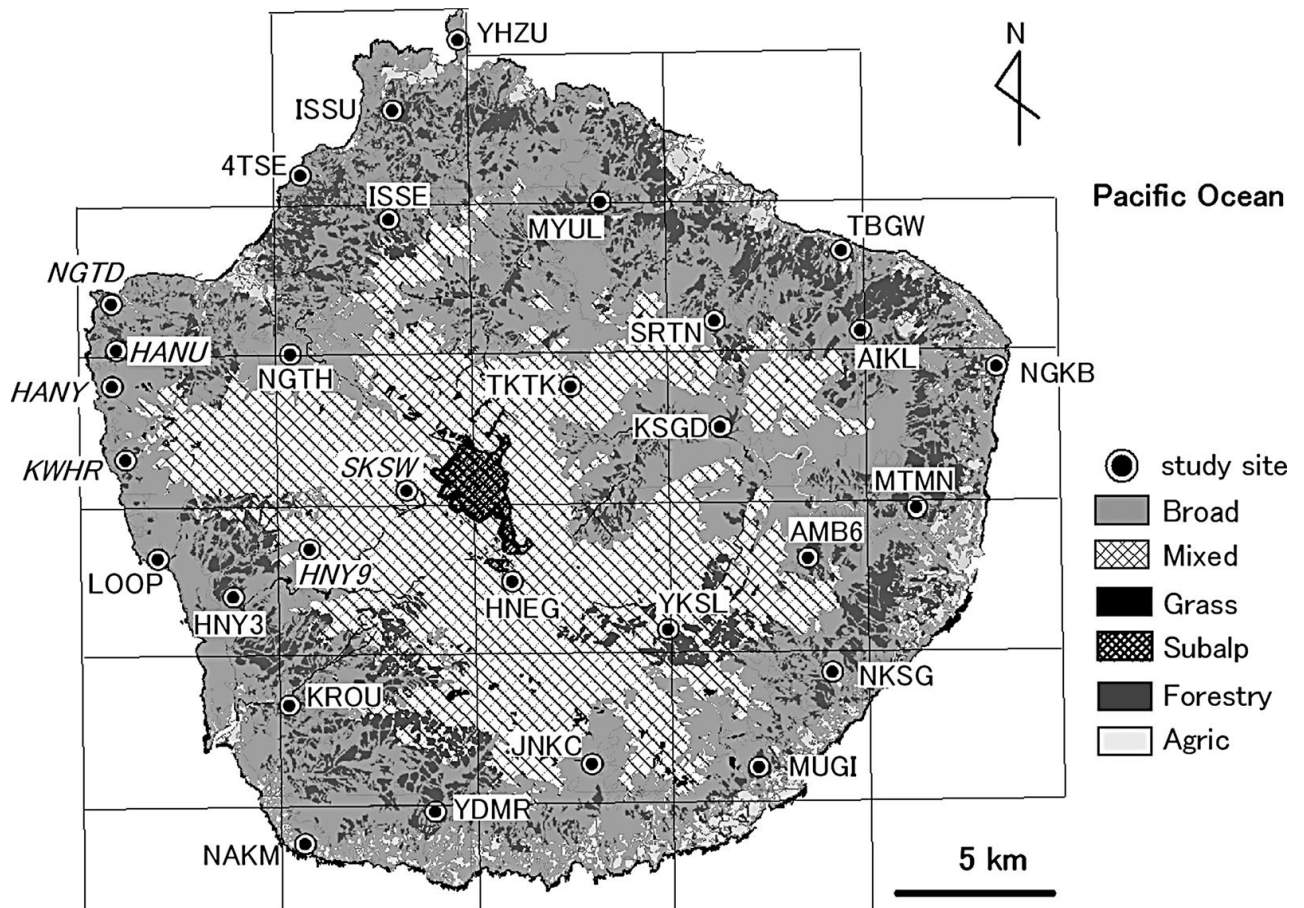 YHZU
N
ISSU
4TSE
ISSE
MYUL
Pacific Ocean
TBGW
NGTD
HANU
SRTN
AIKL
NGTH
NGKB
HANY
TKTK
KSGD
KWHR
SKSW
study site
MTMN
Broad
AMB6
Mixed
LOOP
HNY9
HNEG
Grass
HNY3
YKSL
Subalp
NKSG
Forestry
KROU
JNKC
MUGI
Agric
YDMR
NAKM
5 km